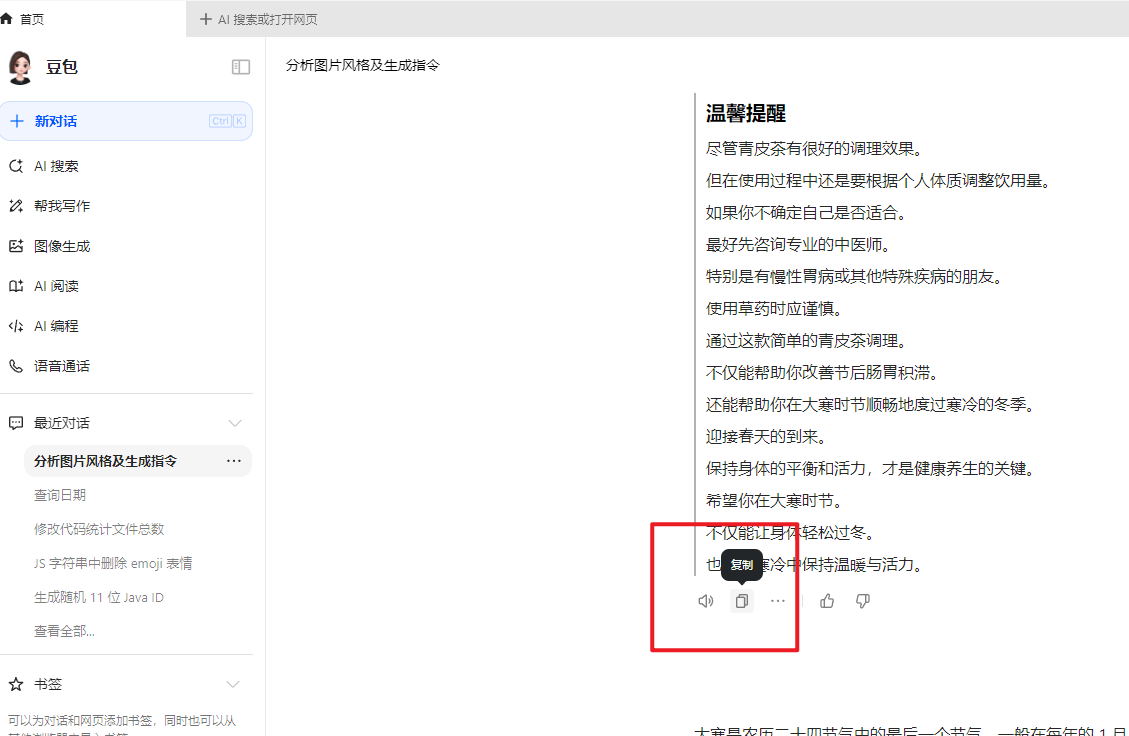 首页
AI 搜索或打开网页
豆包
分析图片风格及生成指令
新对话
Ctrl K
AI 搜索
帮我写作
图像生成
AI 阅读
AI 编程
语音通话
最近对话
分析图片风格及生成指令
查询日期
修改代码统计文件总数
JS 字符串中删除 emoji 表情
生成随机 11 位 Java ID
查看全部...
书签
可以为对话和网页添加书签，同时也可以从
温馨提醒
尽管青皮茶有很好的调理效果。
但在使用过程中还是要根据个人体质调整饮用量。
如果你不确定自己是否适合。
最好先咨询专业的中医师。
特别是有慢性胃病或其他特殊疾病的朋友。
使用草药时应谨慎。
通过这款简单的青皮茶调理。
不仅能帮助你改善节后肠胃积滞。
还能帮助你在大寒时节顺畅地度过寒冷的冬季。
迎接春天的到来。
保持身体的平衡和活力，才是健康养生的关键。
希望你在大寒时节。
不仅能让身体轻松过冬。
也寒冷中保持温暖与活力。
复制
大寒是农历二十四节气中的最后一个节气，一般在每年的 1 月